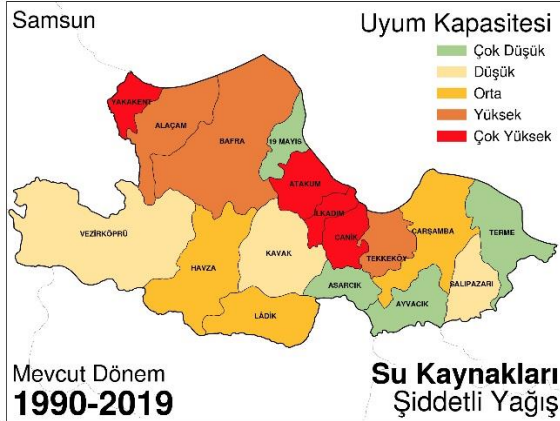 Samsun
Uyum Kapasitesi
Çok Düşük
Düşük
Orta
Yüksek
Çok Yüksek
YAKAKENT
ALAÇAM
BAFRA
19 MAYIS
ATAKUM
İLKADIM
CANİK
TEKKEKÖY
ÇARŞAMBA
TERME
VEZİRKÖPRÜ
HAVZA
KAVAK
ASARCIK
AYVACIK
SALIPAZARI
LÂDİK
Mevcut Dönem
1990-2019
Su Kaynakları
Şiddetli Yağış